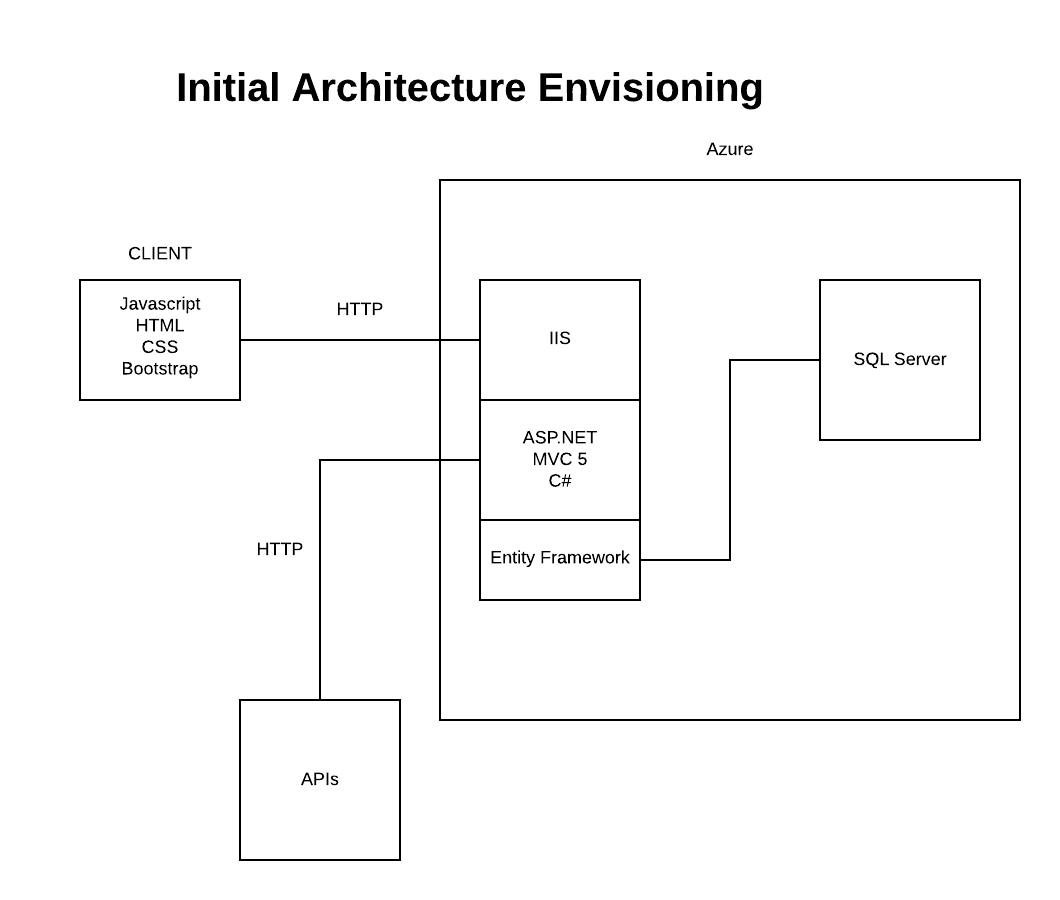 Initial Architecture Envisioning
Azure
CLIENT
Javascript
HTML
CSS
Bootstrap
HTTP
IIS
SQL Server
ASP.NET
MVC 5
C#
HTTP
Entity Framework
APIs